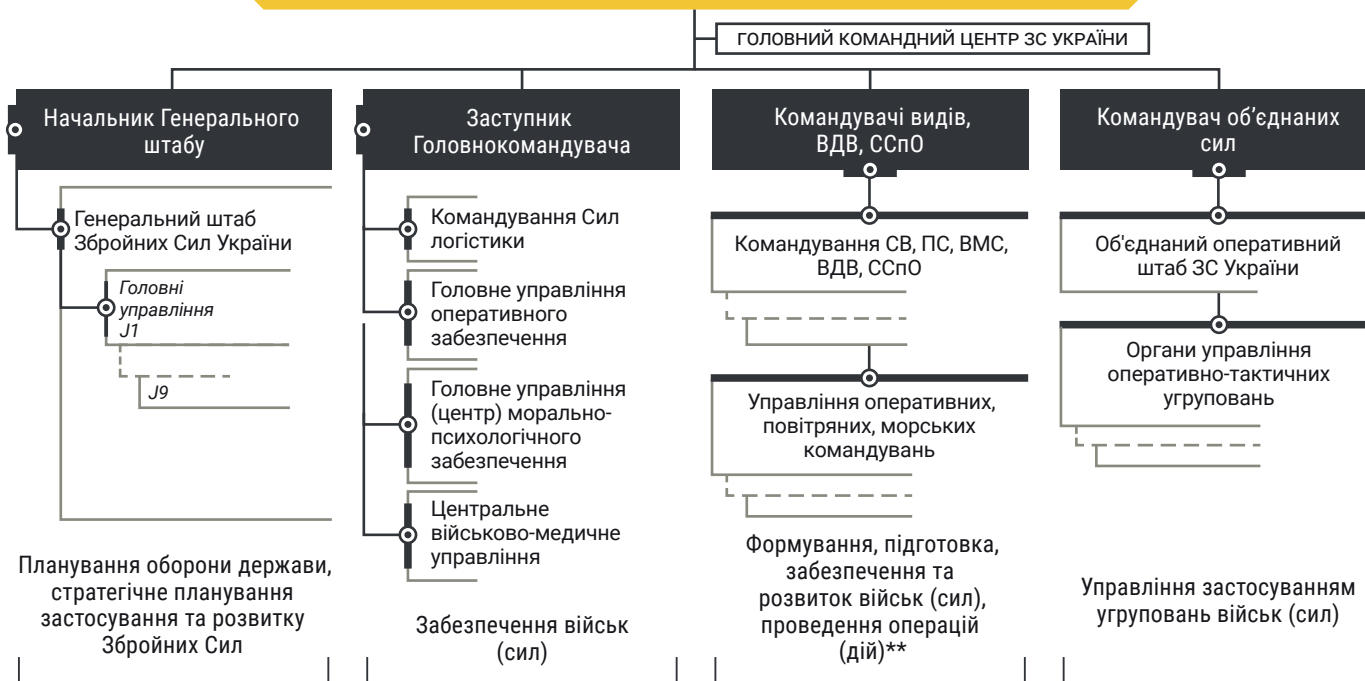 ГОЛОВНИЙ КОМАНДНИЙ ЦЕНТР ЗС УКРАЇНИ
Начальник Генерального
штабу
Генеральний штаб
Збройних Сил України
Головні
управління
J1
J9
Планування оборони держави,
стратегічне планування
застосування та розвитку
Збройних Сил
Заступник
Головнокомандувача
Командування Сил
логістики
Головне управління
оперативного
забезпечення
Головне управління
(центр) морально-
психологічного
забезпечення
Центральне
військово-медичне
управління
Забезпечення військ
(сил)
Командувачі видів,
ВДВ, ССпО
Командування СВ, ПС, ВМС,
ВДВ, ССпО
Управління оперативних,
повітряних, морських
командувань
Формування, підготовка,
забезпечення та
розвиток військ (сил),
проведення операцій
(дій)**
Командувач об’єднаних
сил
Об'єднаний оперативний
штаб ЗС України
Органи управління
оперативно-тактичних
угруповань
Управління застосуванням
угруповань військ (сил)